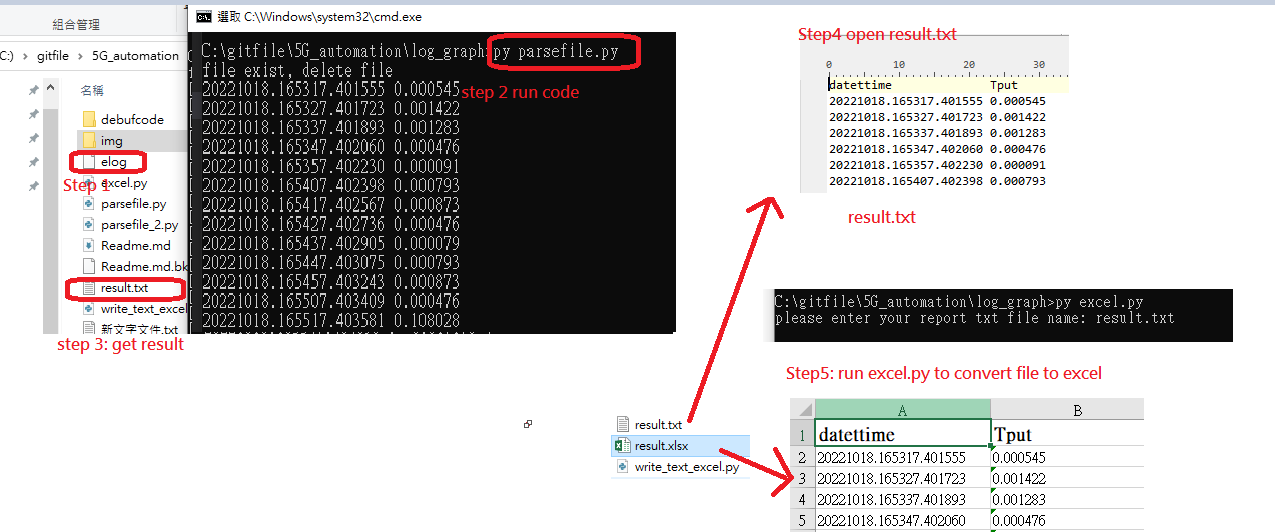 組合管理
C:) › gitfile › 5G_automation
名稱
debufcode
img
elog
Step 1
excel.py
parsefile.py
parsefile_2.py
Readme.md
Readme.md.bk
result.txt
write_text_excel
新文字文件.txt
step 3: get result
選取 C:\Windows\system32\cmd.exe
C:\gitfile\5G_automation\log_graph>py parsefile.py
file exist, delete file
step 2 run code
20221018.165317.401555 0.000545
20221018.165327.401723 0.001422
20221018.165337.401893 0.001283
20221018.165347.402060 0.000476
20221018.165357.402230 0.000091
20221018.165407.402398 0.000793
20221018.165417.402567 0.000873
20221018.165427.402736 0.000476
20221018.165437.402905 0.000079
20221018.165447.403075 0.000793
20221018.165457.403243 0.000873
20221018.165507.403409 0.000476
20221018.165517.403581 0.108028
Step4 open result.txt
0 10 20 30
datettime Tput
20221018.165317.401555 0.000545
20221018.165327.401723 0.001422
20221018.165337.401893 0.001283
20221018.165347.402060 0.000476
20221018.165357.402230 0.000091
20221018.165407.402398 0.000793
result.txt
C:\gitfile\5G_automation\log_graph>py excel.py
please enter your report txt file name: result.txt
Step5: run excel.py to convert file to excel
result.txt
result.xlsx
write_text_excel.py
A B
1 datettime Tput
2 20221018.165317.401555 0.000545
3 20221018.165327.401723 0.001422
4 20221018.165337.401893 0.001283
5 20221018.165347.402060 0.000476